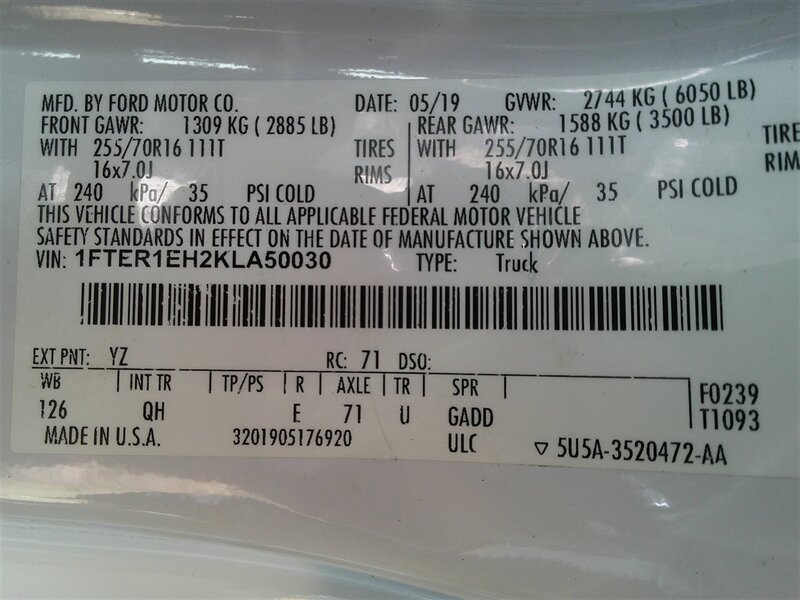 MFD. BY FORD MOTOR CO. DATE: 05/19 GVWR: 2744 KG ( 6050 LB)
FRONT GAWR: 1309 KG ( 2885 LB) REAR GAWR: 1588 KG ( 3500 LB)
WITH 255/70R16 111T TIRES WITH 255/70R16 111T TIRE
16x7.0J RIMS 16x7.0J RIM
AT 240 kPa/ 35 PSI COLD AT 240 kPa/ 35 PSI COLD
THIS VEHICLE CONFORMS TO ALL APPLICABLE FEDERAL MOTOR VEHICLE
SAFETY STANDARDS IN EFFECT ON THE DATE OF MANUFACTURE SHOWN ABOVE.
VIN: 1FTER1EH2KLA50030 TYPE: Truck
EXT PNT: YZ RC: 71 DSO:
WB INT TR TP/PS R AXLE TR SPR F0239
126 QH E 71 U GADD T1093
MADE IN U.S.A. 3201905176920 ULC ▽ 5U5A-3520472-AA